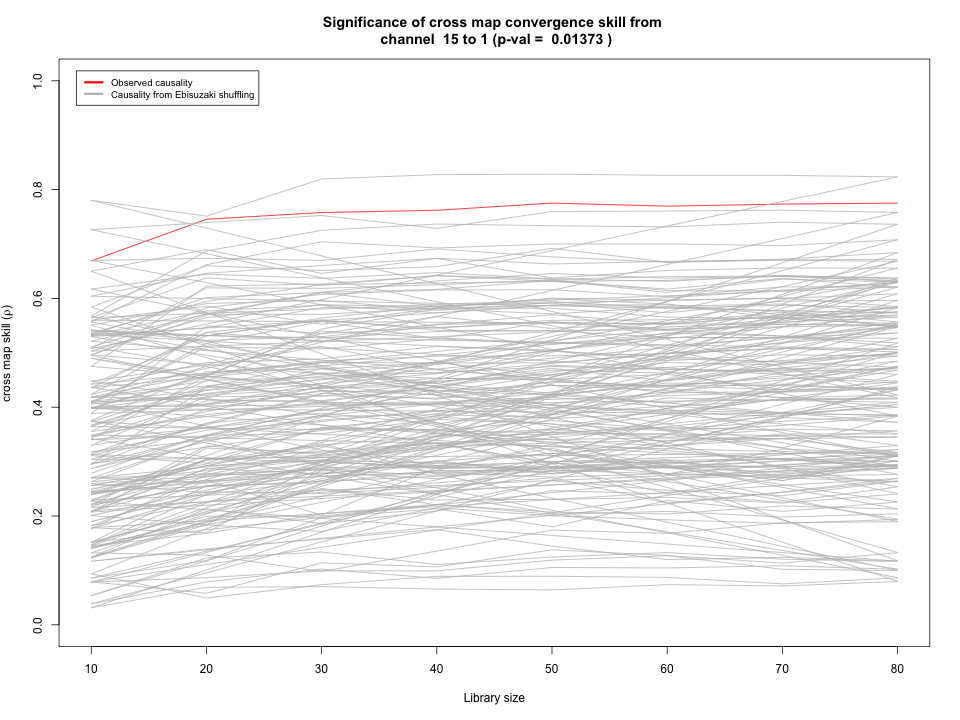 Significance of cross map convergence skill from
channel  15 to 1 (p-val =  0.01373 )
Observed causality
Causality from Ebisuzaki shuffling
cross map skill (ρ)
1.0
0.8
0.6
0.4
0.2
0.0
10 20 30 40 50 60 70 80
Library size